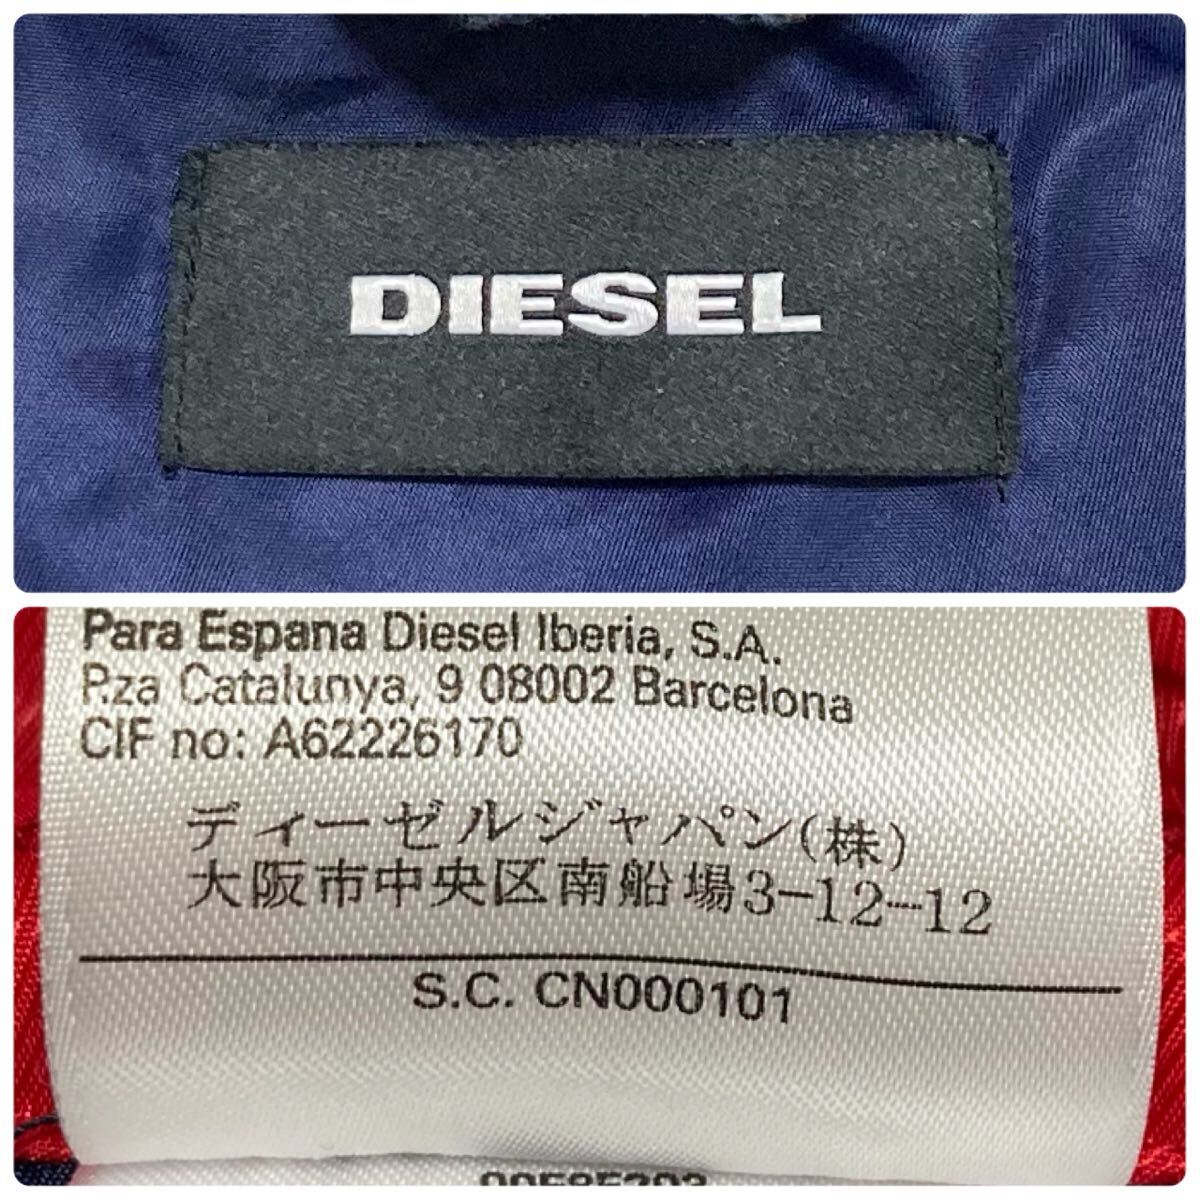 DIESEL
Para Espana Diesel Iberia, S.A.
P.za Catalunya, 9 08002 Barcelona
CIF no: A62226170
ディーゼルジャパン(株)
大阪市中央区南船場3-12-12
S.C. CN000101